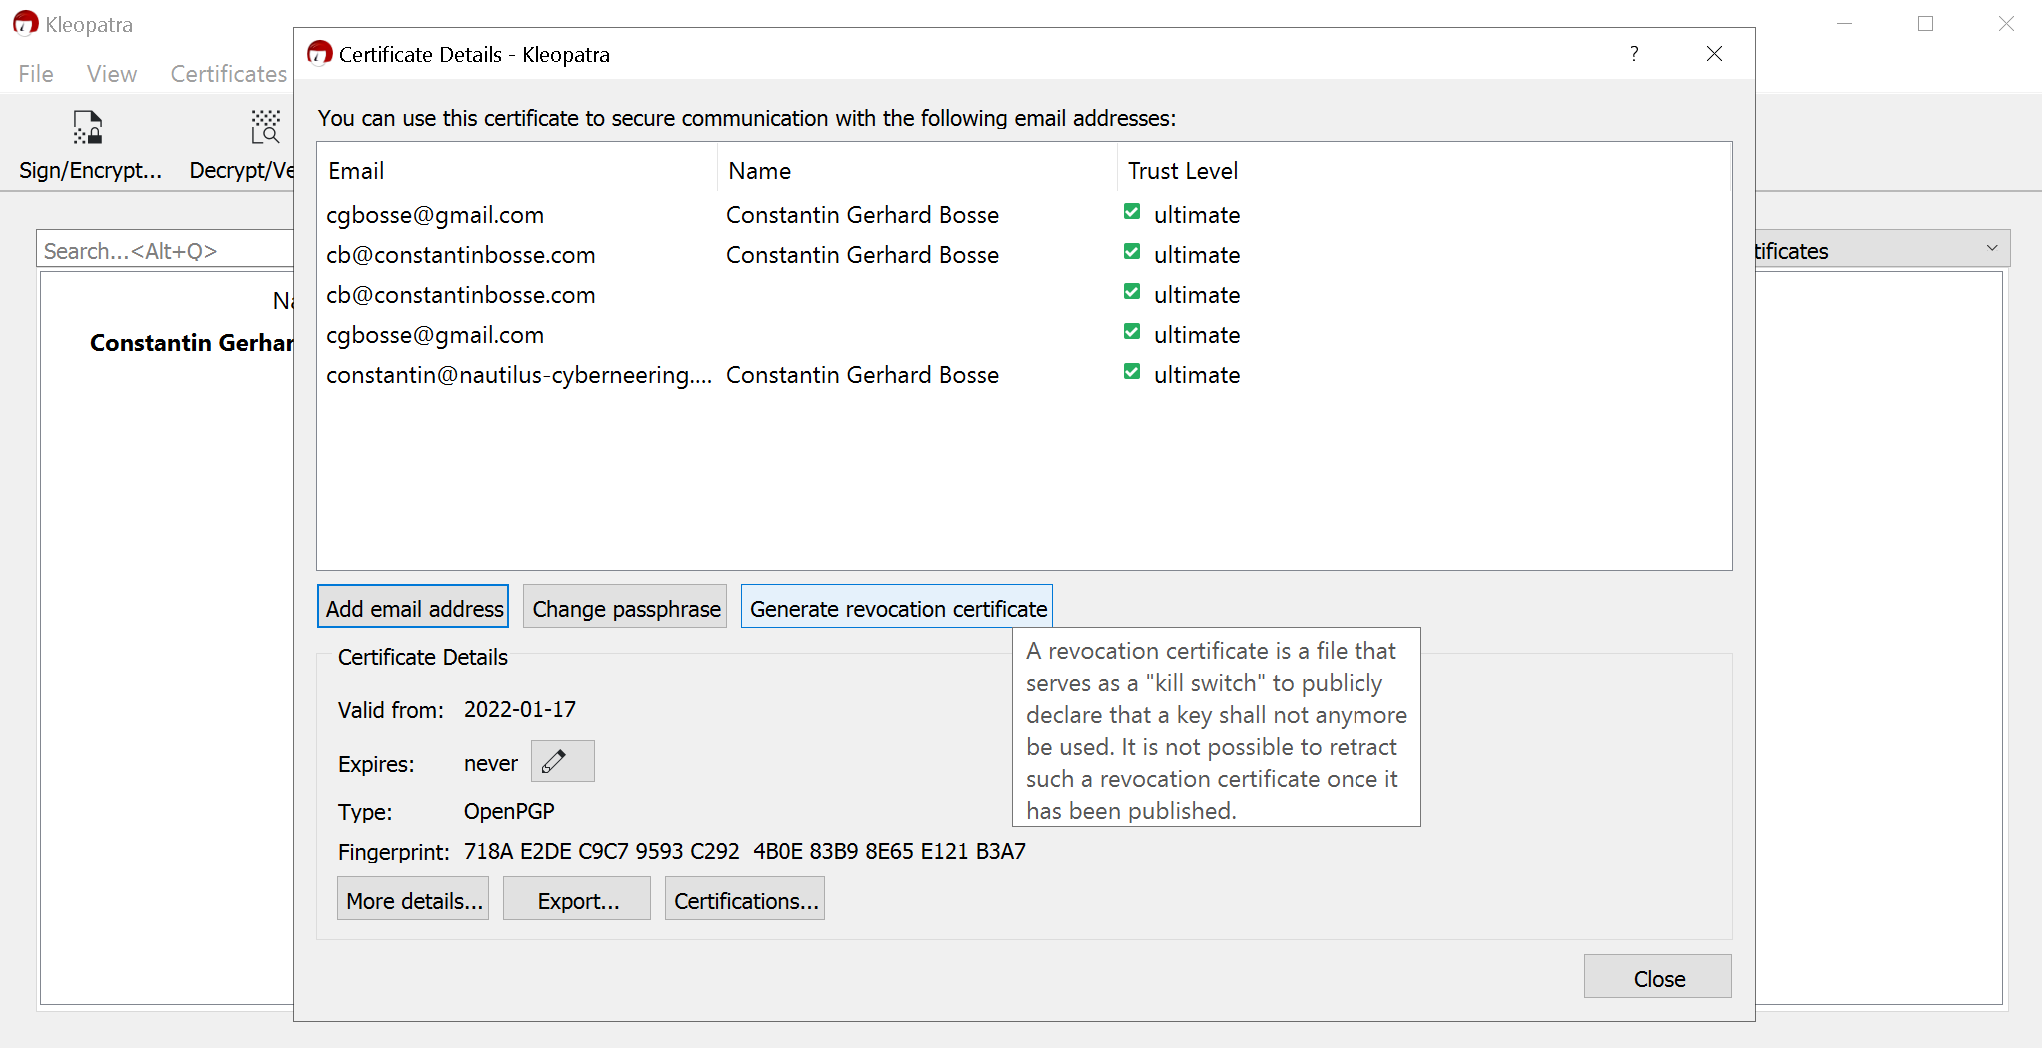 Kleopatra
File View Certificates
Sign/Encrypt... Decrypt/Ve
Search...<Alt+Q>
tificates
Na
Constantin Gerhar
Certificate Details - Kleopatra
?
You can use this certificate to secure communication with the following email addresses:
Email Name Trust Level
cgbosse@gmail.com Constantin Gerhard Bosse ultimate
cb@constantinbosse.com Constantin Gerhard Bosse ultimate
cb@constantinbosse.com ultimate
cgbosse@gmail.com ultimate
constantin@nautilus-cyberneering.... Constantin Gerhard Bosse ultimate
Add email address Change passphrase Generate revocation certificate
A revocation certificate is a file that
serves as a "kill switch" to publicly
declare that a key shall not anymore
be used. It is not possible to retract
such a revocation certificate once it
has been published.
Certificate Details
Valid from: 2022-01-17
Expires: never
Type: OpenPGP
Fingerprint: 718A E2DE C9C7 9593 C292 4B0E 83B9 8E65 E121 B3A7
More details... Export... Certifications...
Close